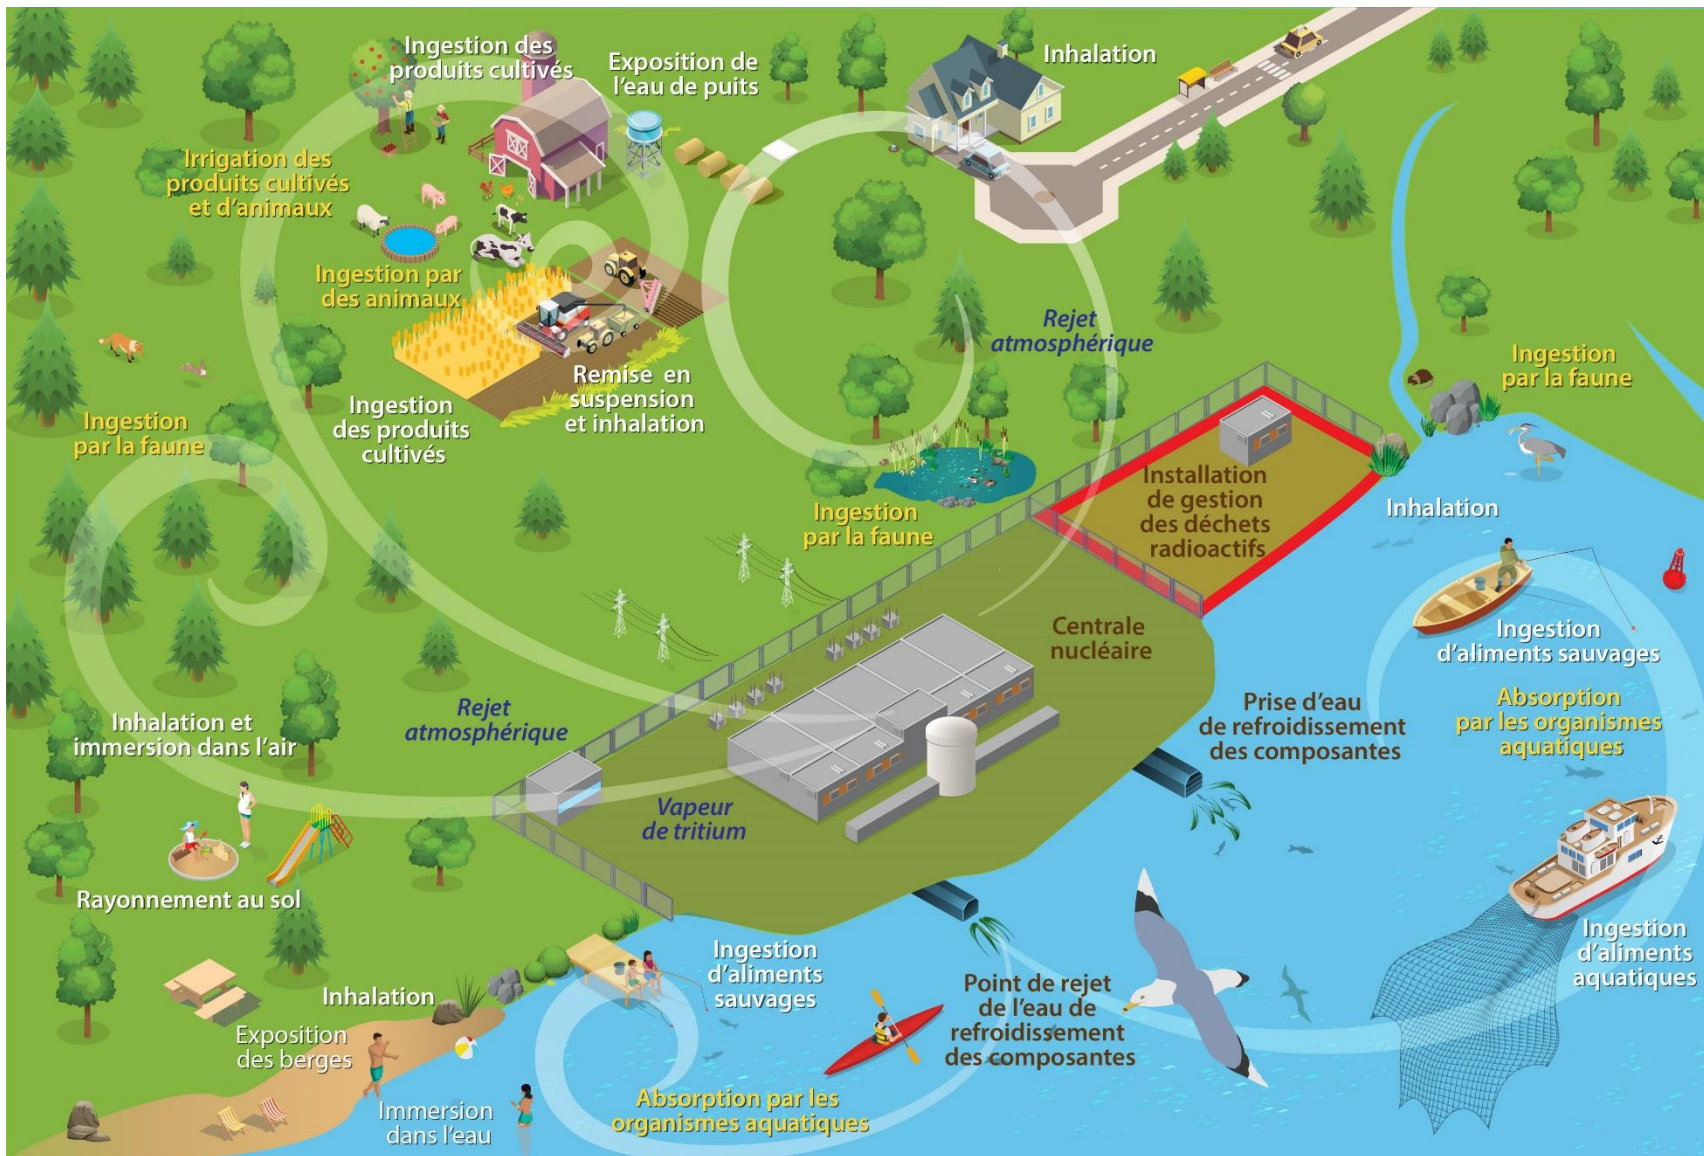 Ingestion des
produits cultivés
Exposition de
l’eau de puits
Inhalation
Irrigation des
produits cultivés
et d’animaux
Ingestion par
des animaux
Rejet
atmosphérique
Ingestion
par la faune
Remise en
suspension
et inhalation
Ingestion
des produits
cultivés
Ingestion
par la faune
Installation
de gestion
des déchets
radioactifs
Ingestion
par la faune
Inhalation
Centrale
nucléaire
Ingestion
d’aliments sauvages
Rejet
atmosphérique
Inhalation et
immersion dans l’air
Prise d’eau
de refroidissement
des composantes
Absorption
par les organismes
aquatiques
Vapeur
de tritium
Rayonnement au sol
Ingestion
d’aliments
aquatiques
Ingestion
d’aliments
sauvages
Inhalation
Point de rejet
de l’eau de
refroidissement
des composantes
Exposition
des berges
Absorption par les
organismes aquatiques
Immersion
dans l’eau